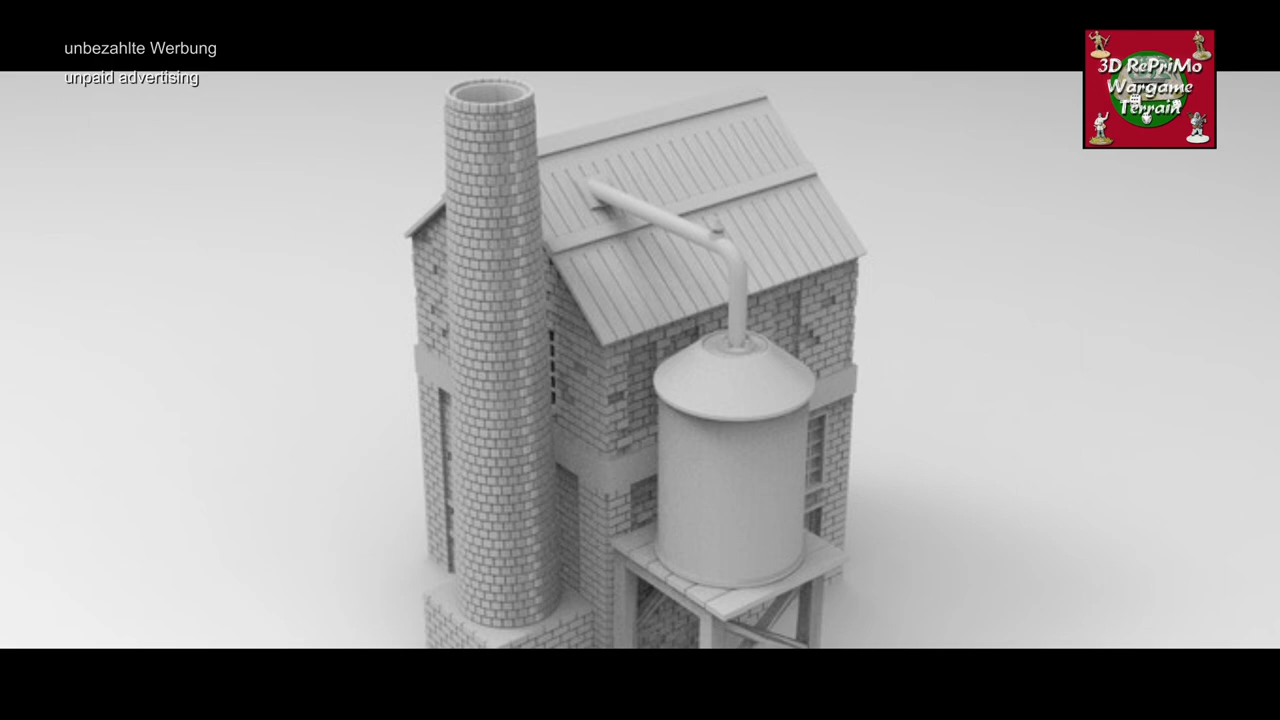 unbezahlte Werbung
unpaid advertising
3D RePriMo
Wargame
Terrain